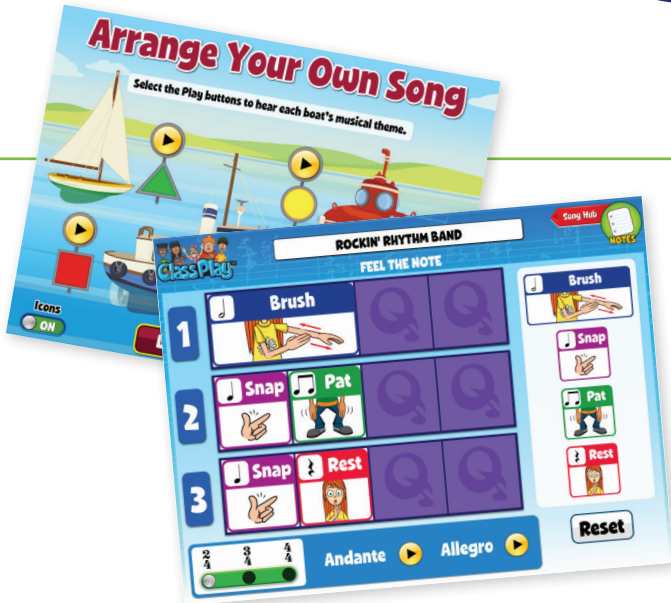 Arrange Your Own Song
Select the Play buttons to hear each boat's musical theme.
Icons
ON
ClassPlay
ROCKIN' RHYTHM BAND
FEEL THE NOTE
Song Hub
NOTES
1
Brush
2
Snap
Pat
3
Snap
Rest
Brush
Snap
Pat
Rest
2/4 3/4 4/4
Andante
Allegro
Reset